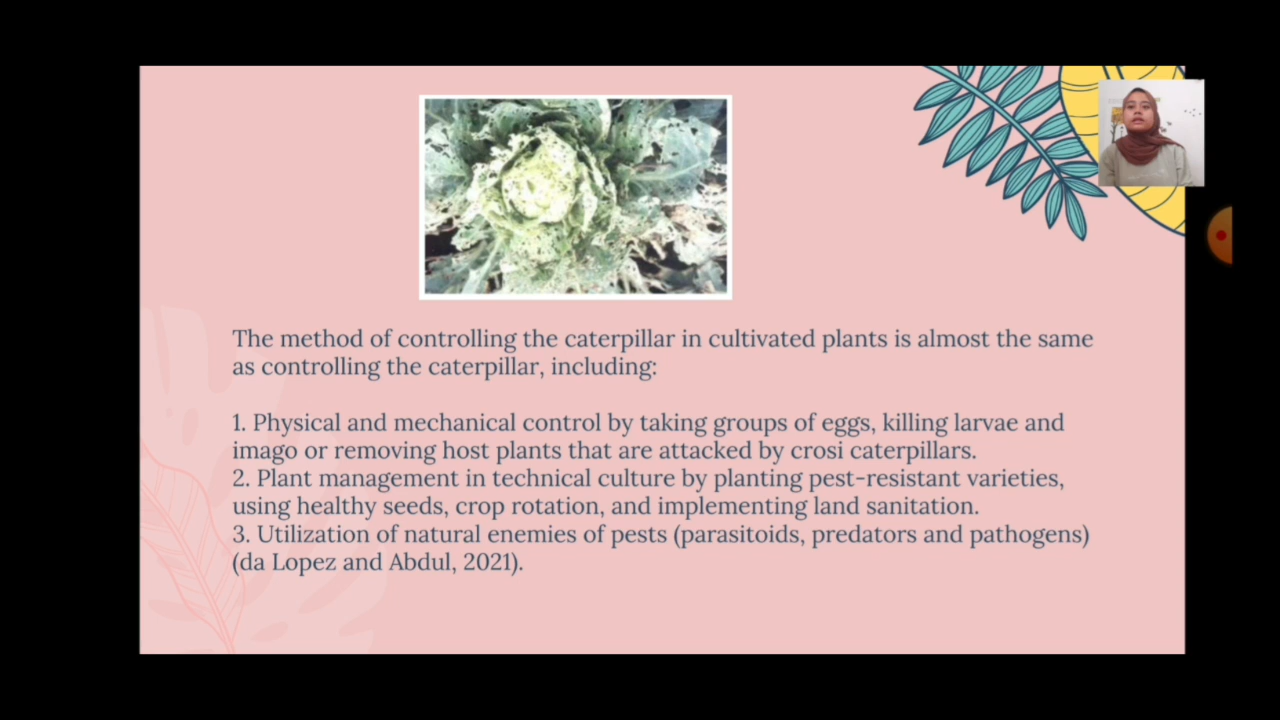 The method of controlling the caterpillar in cultivated plants is almost the same
as controlling the caterpillar, including:
1. Physical and mechanical control by taking groups of eggs, killing larvae and
imago or removing host plants that are attacked by crosi caterpillars.
2. Plant management in technical culture by planting pest-resistant varieties,
using healthy seeds, crop rotation, and implementing land sanitation.
3. Utilization of natural enemies of pests (parasitoids, predators and pathogens)
(da Lopez and Abdul, 2021).